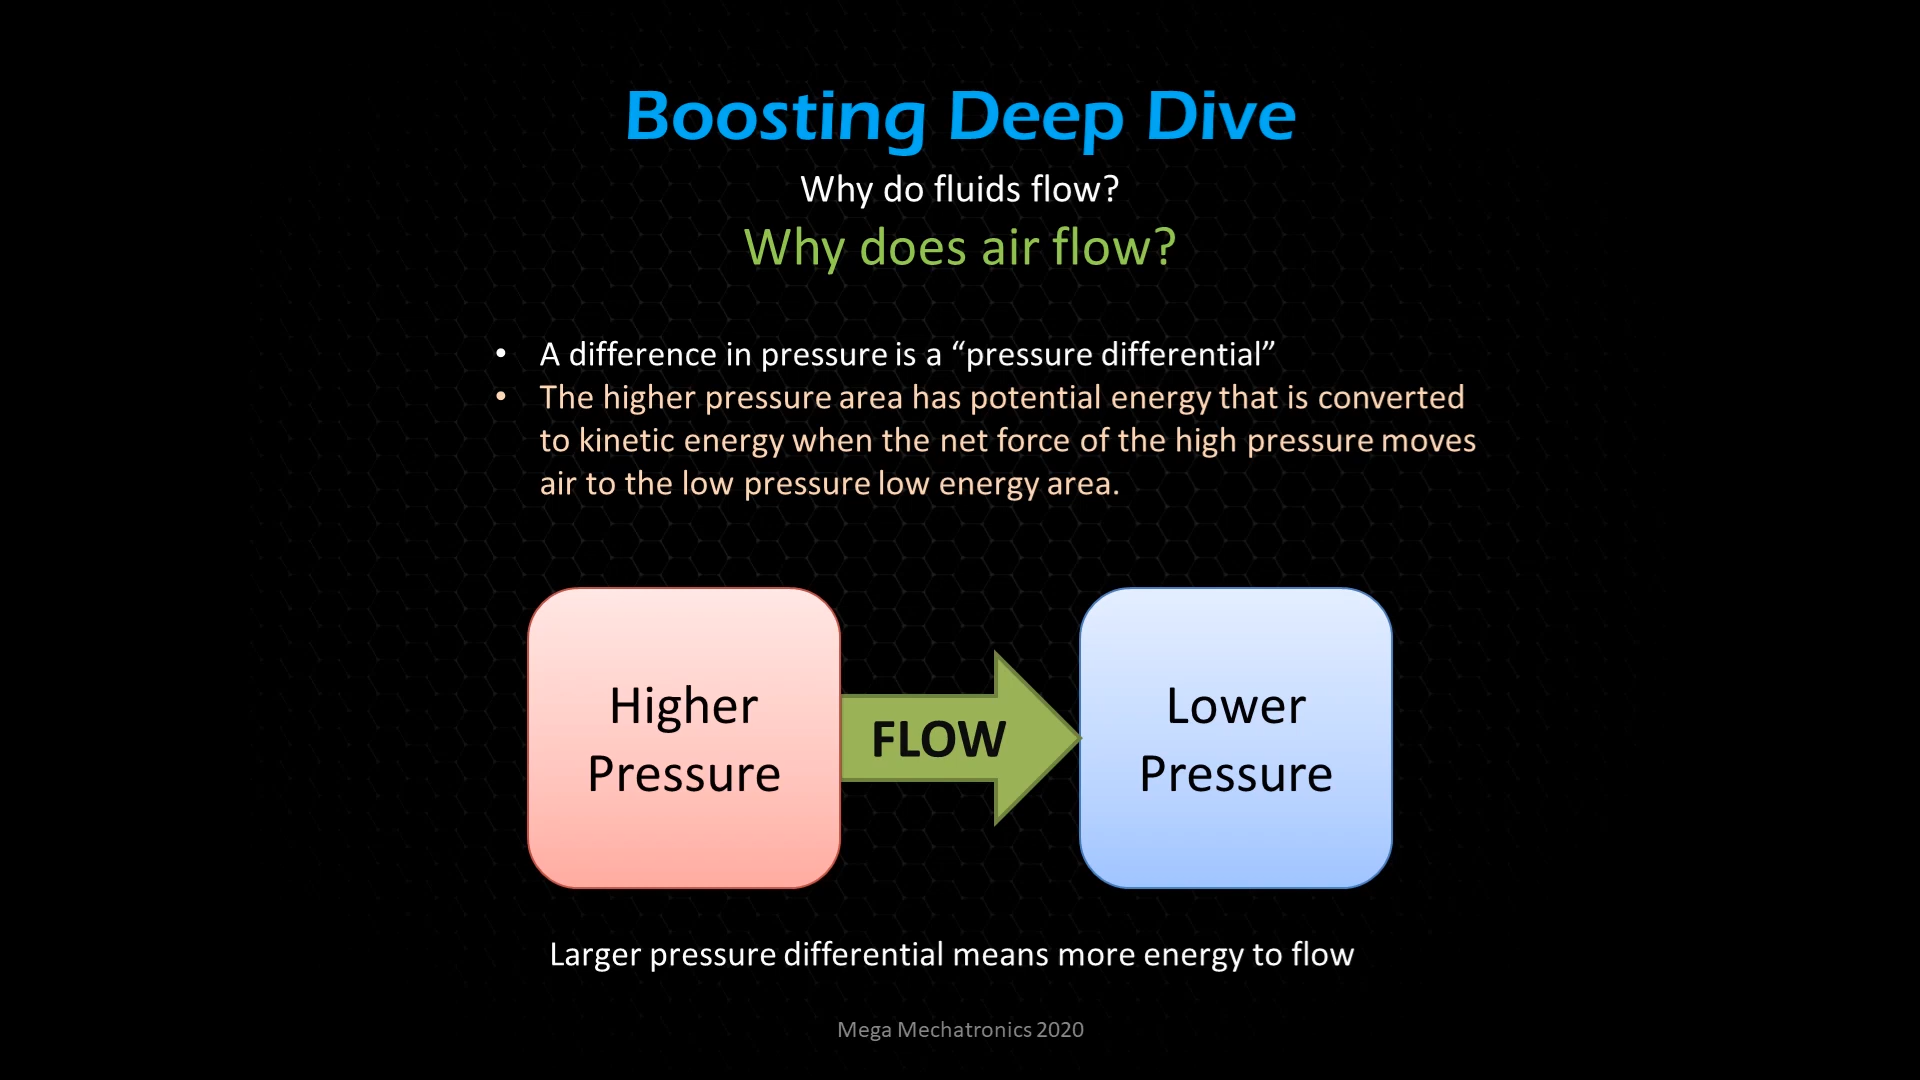 Boosting Deep Dive
Why do fluids flow?
Why does air flow?
• A difference in pressure is a “pressure differential”
• The higher pressure area has potential energy that is converted
to kinetic energy when the net force of the high pressure moves
air to the low pressure low energy area.
Higher
Pressure
FLOW
Lower
Pressure
Larger pressure differential means more energy to flow
Mega Mechatronics 2020